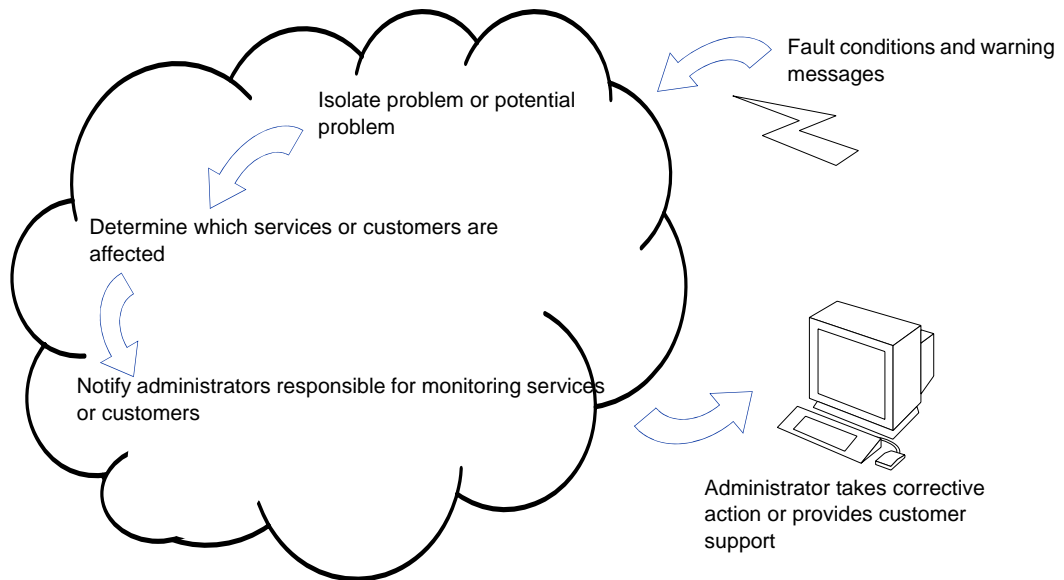 Fault conditions and warning
messages
Isolate problem or potential
problem
Determine which services or customers are
affected
Notify administrators responsible for monitoring services
or customers
Administrator takes corrective
action or provides customer
support